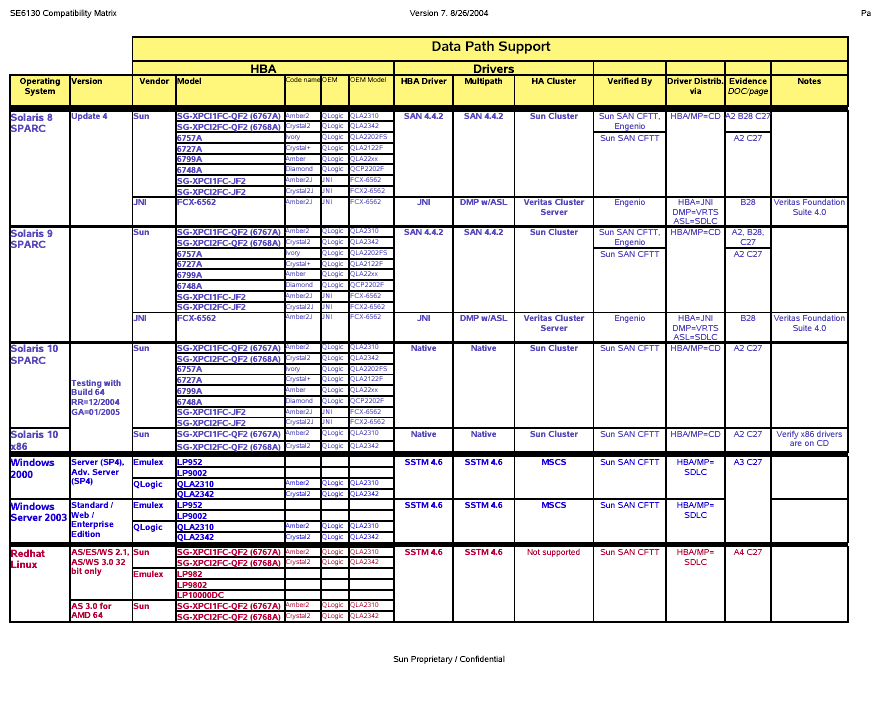 SE6130 Compatibility Matrix Version 7. 8/26/2004 Pa
Data Path Support
HBA Drivers
Operating System Version Vendor Model Code name OEM OEM Model HBA Driver Multipath HA Cluster Verified By Driver Distrib. via Evidence DOC/page Notes
Solaris 8 SPARC Update 4 Sun SG-XPCI1FC-QF2 (6767A) Amber2 QLogic QLA2310 SAN 4.4.2 SAN 4.4.2 Sun Cluster Sun SAN CFTT, Engenio HBA/MP=CD A2 B28 C27
SG-XPCI2FC-QF2 (6768A) Crystal2 QLogic QLA2342
6757A Ivory QLogic QLA2202FS Sun SAN CFTT A2 C27
6727A Crystal+ QLogic QLA2122F
6799A Amber QLogic QLA22xx
6748A Diamond QLogic QCP2202F
SG-XPCI1FC-JF2 Amber2J JNI FCX-6562
SG-XPCI2FC-JF2 Crystal2J JNI FCX2-6562
JNI FCX-6562 Amber2J JNI FCX-6562 JNI DMP w/ASL Veritas Cluster Server Engenio HBA=JNI DMP=VRTS ASL=SDLC B28 Veritas Foundation Suite 4.0
Solaris 9 SPARC Sun SG-XPCI1FC-QF2 (6767A) Amber2 QLogic QLA2310 SAN 4.4.2 SAN 4.4.2 Sun Cluster Sun SAN CFTT, Engenio HBA/MP=CD A2, B28, C27
SG-XPCI2FC-QF2 (6768A) Crystal2 QLogic QLA2342
6757A Ivory QLogic QLA2202FS Sun SAN CFTT A2 C27
6727A Crystal+ QLogic QLA2122F
6799A Amber QLogic QLA22xx
6748A Diamond QLogic QCP2202F
SG-XPCI1FC-JF2 Amber2J JNI FCX-6562
SG-XPCI2FC-JF2 Crystal2J JNI FCX2-6562
JNI FCX-6562 Amber2J JNI FCX-6562 JNI DMP w/ASL Veritas Cluster Server Engenio HBA=JNI DMP=VRTS ASL=SDLC B28 Veritas Foundation Suite 4.0
Solaris 10 SPARC Testing with Build 64 RR=12/2004 GA=01/2005 Sun SG-XPCI1FC-QF2 (6767A) Amber2 QLogic QLA2310 Native Native Sun Cluster Sun SAN CFTT HBA/MP=CD A2 C27
SG-XPCI2FC-QF2 (6768A) Crystal2 QLogic QLA2342
6757A Ivory QLogic QLA2202FS
6727A Crystal+ QLogic QLA2122F
6799A Amber QLogic QLA22xx
6748A Diamond QLogic QCP2202F
SG-XPCI1FC-JF2 Amber2J JNI FCX-6562
SG-XPCI2FC-JF2 Crystal2J JNI FCX2-6562
Solaris 10 x86 Sun SG-XPCI1FC-QF2 (6767A) Amber2 QLogic QLA2310 Native Native Sun Cluster Sun SAN CFTT HBA/MP=CD A2 C27 Verify x86 drivers are on CD
SG-XPCI2FC-QF2 (6768A) Crystal2 QLogic QLA2342
Windows 2000 Server (SP4), Adv. Server (SP4) Emulex LP952 SSTM 4.6 SSTM 4.6 MSCS Sun SAN CFTT HBA/MP= SDLC A3 C27
LP9002
QLogic QLA2310 Amber2 QLogic QLA2310
QLA2342 Crystal2 QLogic QLA2342
Windows Server 2003 Standard / Web / Enterprise Edition Emulex LP952 SSTM 4.6 SSTM 4.6 MSCS Sun SAN CFTT HBA/MP= SDLC
LP9002
QLogic QLA2310 Amber2 QLogic QLA2310
QLA2342 Crystal2 QLogic QLA2342
Redhat Linux AS/ES/WS 2.1, AS/WS 3.0 32 bit only Sun SG-XPCI1FC-QF2 (6767A) Amber2 QLogic QLA2310 SSTM 4.6 SSTM 4.6 Not supported Sun SAN CFTT HBA/MP= SDLC A4 C27
SG-XPCI2FC-QF2 (6768A) Crystal2 QLogic QLA2342
Emulex LP982
LP9802
LP10000DC
AS 3.0 for AMD 64 Sun SG-XPCI1FC-QF2 (6767A) Amber2 QLogic QLA2310
SG-XPCI2FC-QF2 (6768A) Crystal2 QLogic QLA2342
Sun Proprietary / Confidential